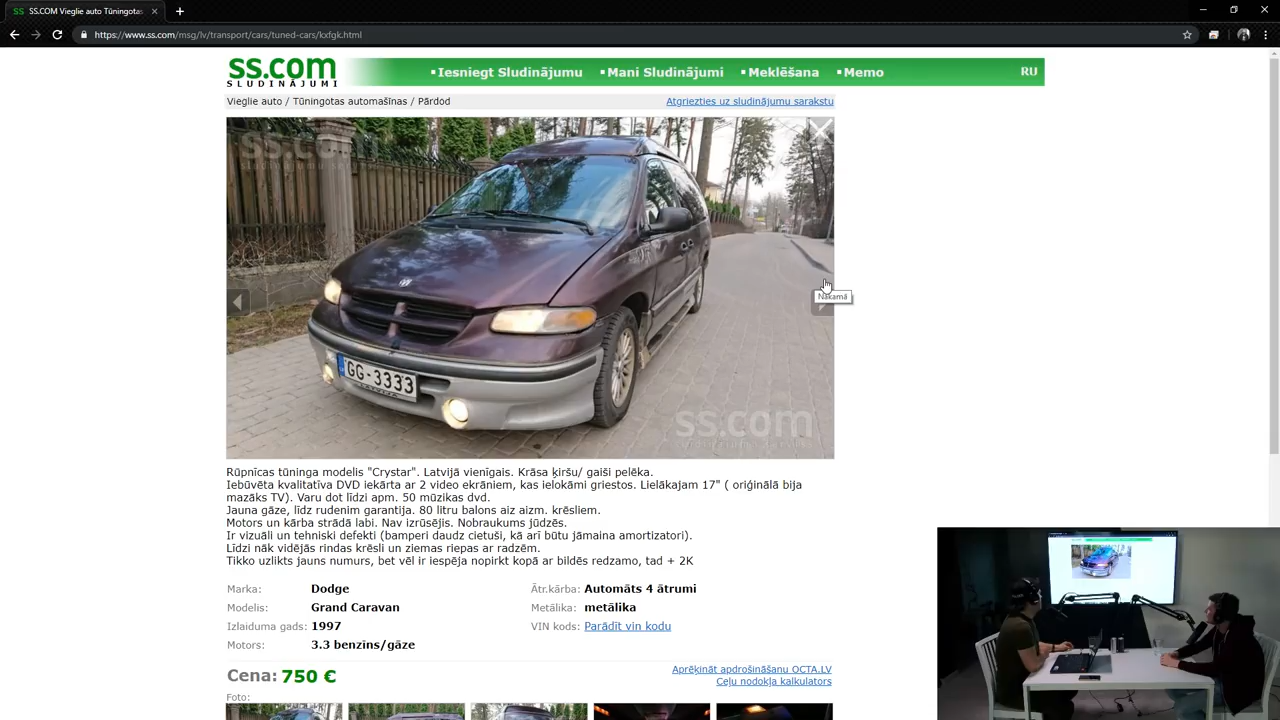 SS SS.COM Vieglie auto Tūningotas
https://www.ss.com/msg/lv/transport/cars/tuned-cars/kxfgk.html
ss.com
SLUDINĀJUMI
Iesniegt Sludinājumu Mani Sludinājumi Meklēšana Memo RU
Vieglie auto / Tūningotas automašīnas / Pārdod Atgriezties uz sludinājumu sarakstu
ss.com
GG-3333
Nākamā
ss.com
Rūpnīcas tūninga modelis "Crystar". Latvijā vienīgais. Krāsa ķiršu/ gaiši pelēka.
Iebūvēta kvalitatīva DVD iekārta ar 2 video ekrāniem, kas ielokāmi griestos. Lielākajam 17" ( oriģinālā bija
mazāks TV). Varu dot līdzi apm. 50 mūzikas dvd.
Jauna gāze, līdz rudenim garantija. 80 litru balons aiz aizm. krēsliem.
Motors un kārba strādā labi. Nav izrūsējis. Nobraukums jūdzēs.
Ir vizuāli un tehniski defekti (bamperi daudz cietuši, kā arī būtu jāmaina amortizatori).
Līdzi nāk vidējās rindas krēsli un ziemas riepas ar radzēm.
Tikko uzlikts jauns numurs, bet vēl ir iespēja nopirkt kopā ar bildēs redzamo, tad + 2K
Marka: Dodge Ātr.kārba: Automāts 4 ātrumi
Modelis: Grand Caravan Metālika: metālika
Izlaiduma gads: 1997 VIN kods: Parādīt vin kodu
Motors: 3.3 benzīns/gāze
Cena: 750 € Aprēķināt apdrošināšanu OCTA.LV
Ceļu nodokļa kalkulators
Foto: